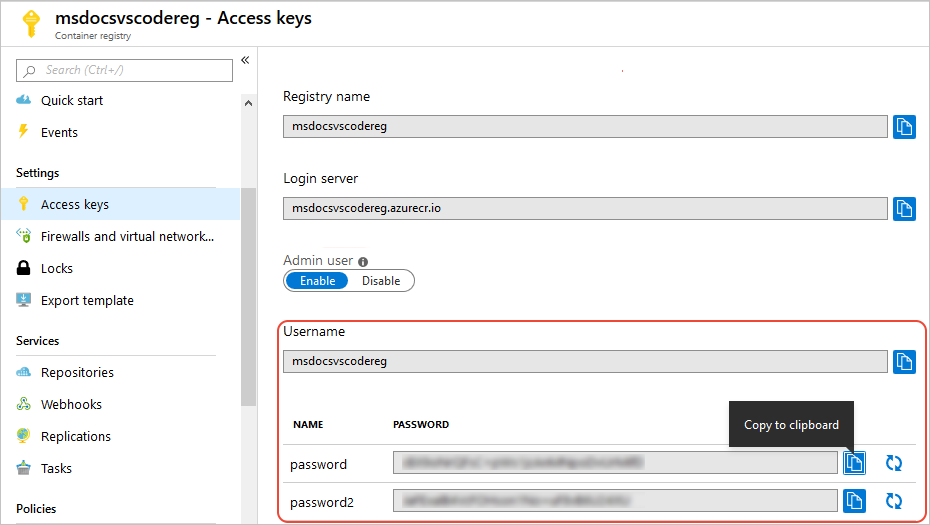 msdocsvscodereg - Access keys
Container registry
Search (Ctrl+/)
«
Quick start
Events
Settings
Access keys
Firewalls and virtual network...
Locks
Export template
Services
Repositories
Webhooks
Replications
Tasks
Policies
Registry name
msdocsvscodereg
Login server
msdocsvscodereg.azurecr.io
Admin user
Enable Disable
Username
msdocsvscodereg
NAME PASSWORD
Copy to clipboard
password
password2